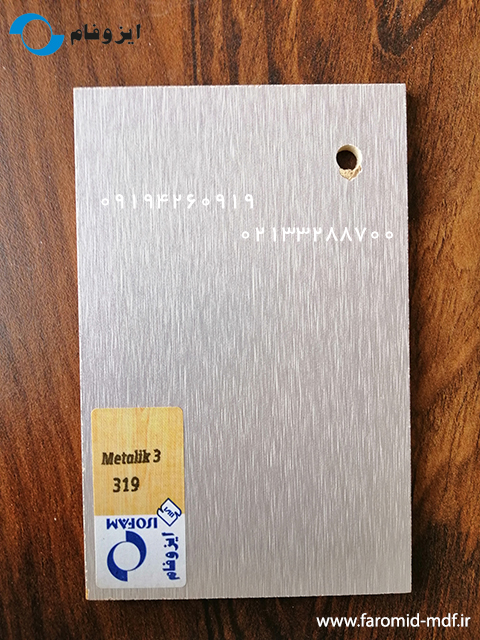 ایزوفام
۰۹۱۹۴۲۶۰۹۱۹
۰۲۱۳۳۲۸۸۷۰۰
Metalik 3
319
ISOFAM
ایزوفام
www.faromid-mdf.ir